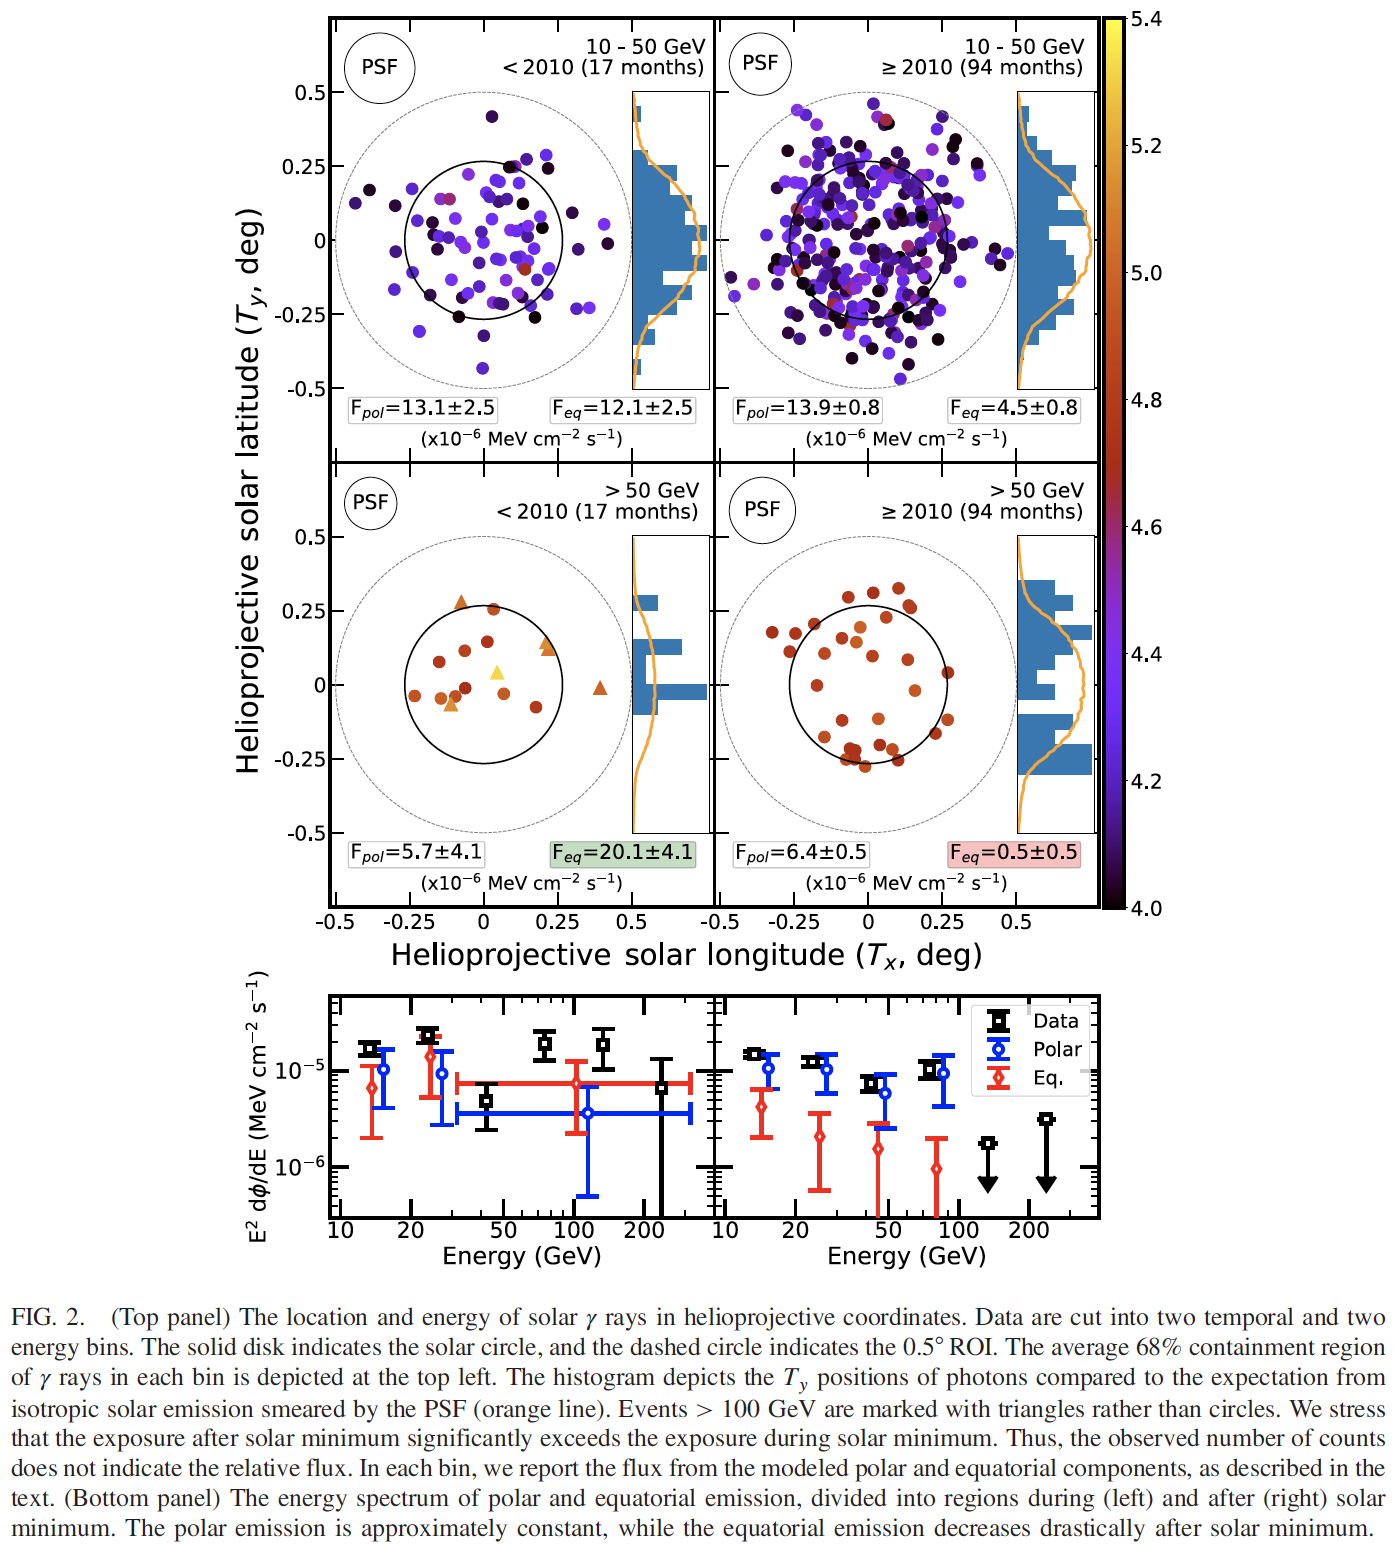 PSF
10 - 50 GeV
< 2010 (17 months)
PSF
10 - 50 GeV
≥ 2010 (94 months)
0.5
0.25
0
-0.25
-0.5
F_pol=13.1±2.5
F_eq=12.1±2.5
(x10⁻⁶ MeV cm⁻² s⁻¹)
F_pol=13.9±0.8
F_eq=4.5±0.8
(x10⁻⁶ MeV cm⁻² s⁻¹)
PSF
> 50 GeV
< 2010 (17 months)
PSF
> 50 GeV
≥ 2010 (94 months)
0.5
0.25
0
-0.25
-0.5
F_pol=5.7±4.1
F_eq=20.1±4.1
(x10⁻⁶ MeV cm⁻² s⁻¹)
F_pol=6.4±0.5
F_eq=0.5±0.5
(x10⁻⁶ MeV cm⁻² s⁻¹)
Helioprojective solar latitude (T_y, deg)
-0.5 -0.25 0 0.25 0.5 -0.25 0 0.25 0.5
Helioprojective solar longitude (T_x, deg)
5.4
5.2
5.0
4.8
4.6
4.4
4.2
4.0
E² dϕ/dE (MeV cm⁻² s⁻¹)
10⁻⁵
10⁻⁶
Data
Polar
Eq.
10 20 50 100 200 10 20 50 100 200
Energy (GeV) Energy (GeV)
FIG. 2. (Top panel) The location and energy of solar γ rays in helioprojective coordinates. Data are cut into two temporal and two
energy bins. The solid disk indicates the solar circle, and the dashed circle indicates the 0.5° ROI. The average 68% containment region
of γ rays in each bin is depicted at the top left. The histogram depicts the T_y positions of photons compared to the expectation from
isotropic solar emission smeared by the PSF (orange line). Events > 100 GeV are marked with triangles rather than circles. We stress
that the exposure after solar minimum significantly exceeds the exposure during solar minimum. Thus, the observed number of counts
does not indicate the relative flux. In each bin, we report the flux from the modeled polar and equatorial components, as described in the
text. (Bottom panel) The energy spectrum of polar and equatorial emission, divided into regions during (left) and after (right) solar
minimum. The polar emission is approximately constant, while the equatorial emission decreases drastically after solar minimum.